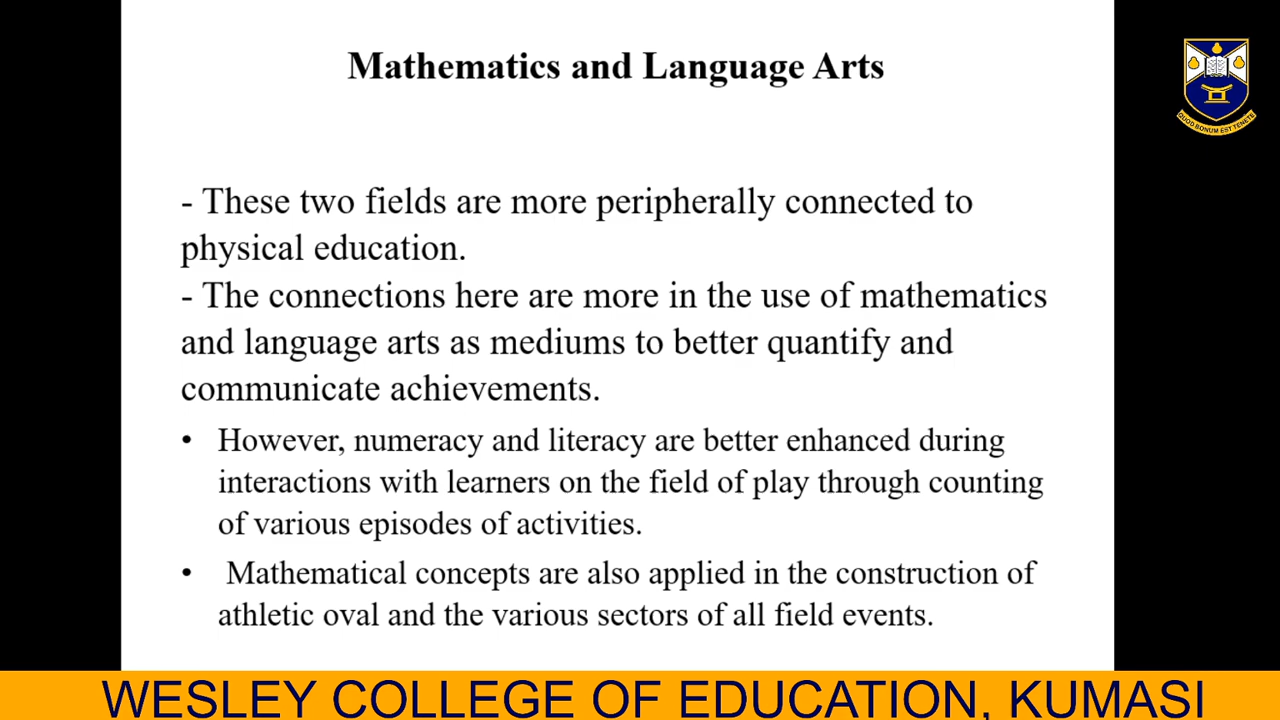 Mathematics and Language Arts
QUOD BONUM EST TENETE
- These two fields are more peripherally connected to
physical education.
- The connections here are more in the use of mathematics
and language arts as mediums to better quantify and
communicate achievements.
• However, numeracy and literacy are better enhanced during
interactions with learners on the field of play through counting
of various episodes of activities.
• Mathematical concepts are also applied in the construction of
athletic oval and the various sectors of all field events.
WESLEY COLLEGE OF EDUCATION, KUMASI